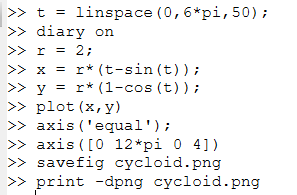 >> t = linspace(0,6*pi,50);
>> diary on
>> r = 2;
>> x = r*(t-sin(t));
>> y = r*(1-cos(t));
>> plot(x,y)
>> axis('equal');
>> axis([0 12*pi 0 4])
>> savefig cycloid.png
>> print -dpng cycloid.png